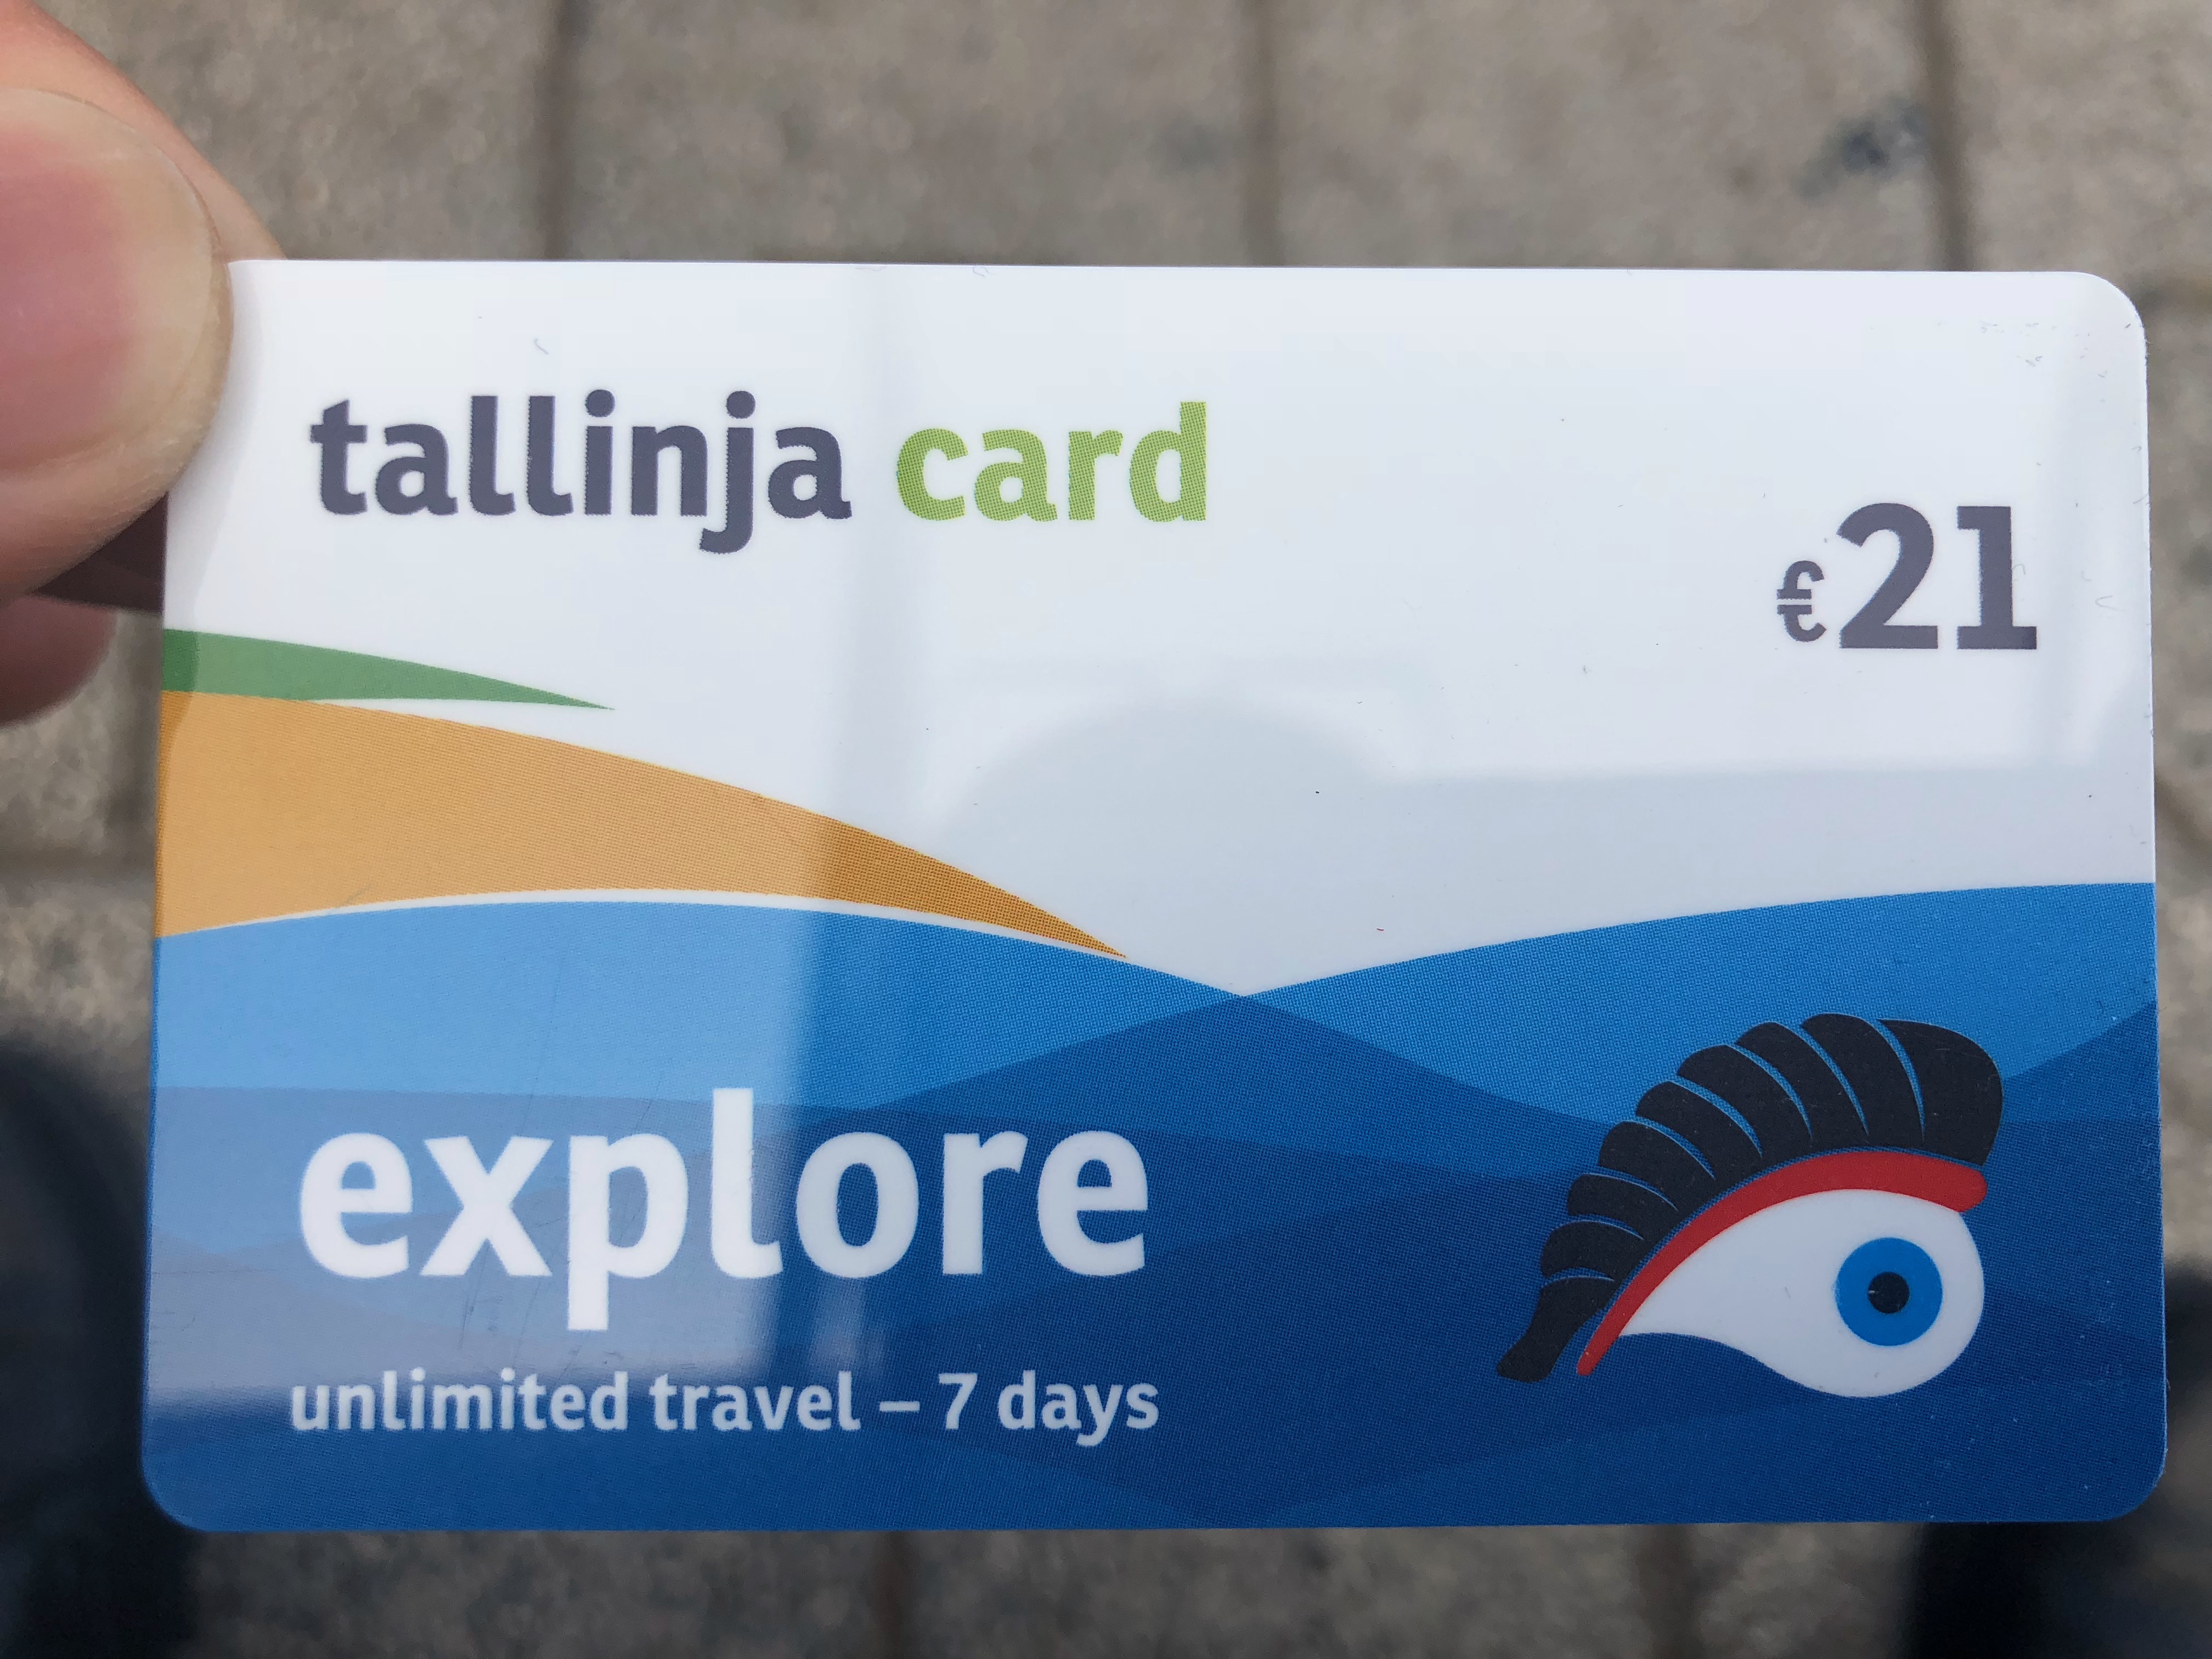 tallinja card
€21
explore
unlimited travel – 7 days